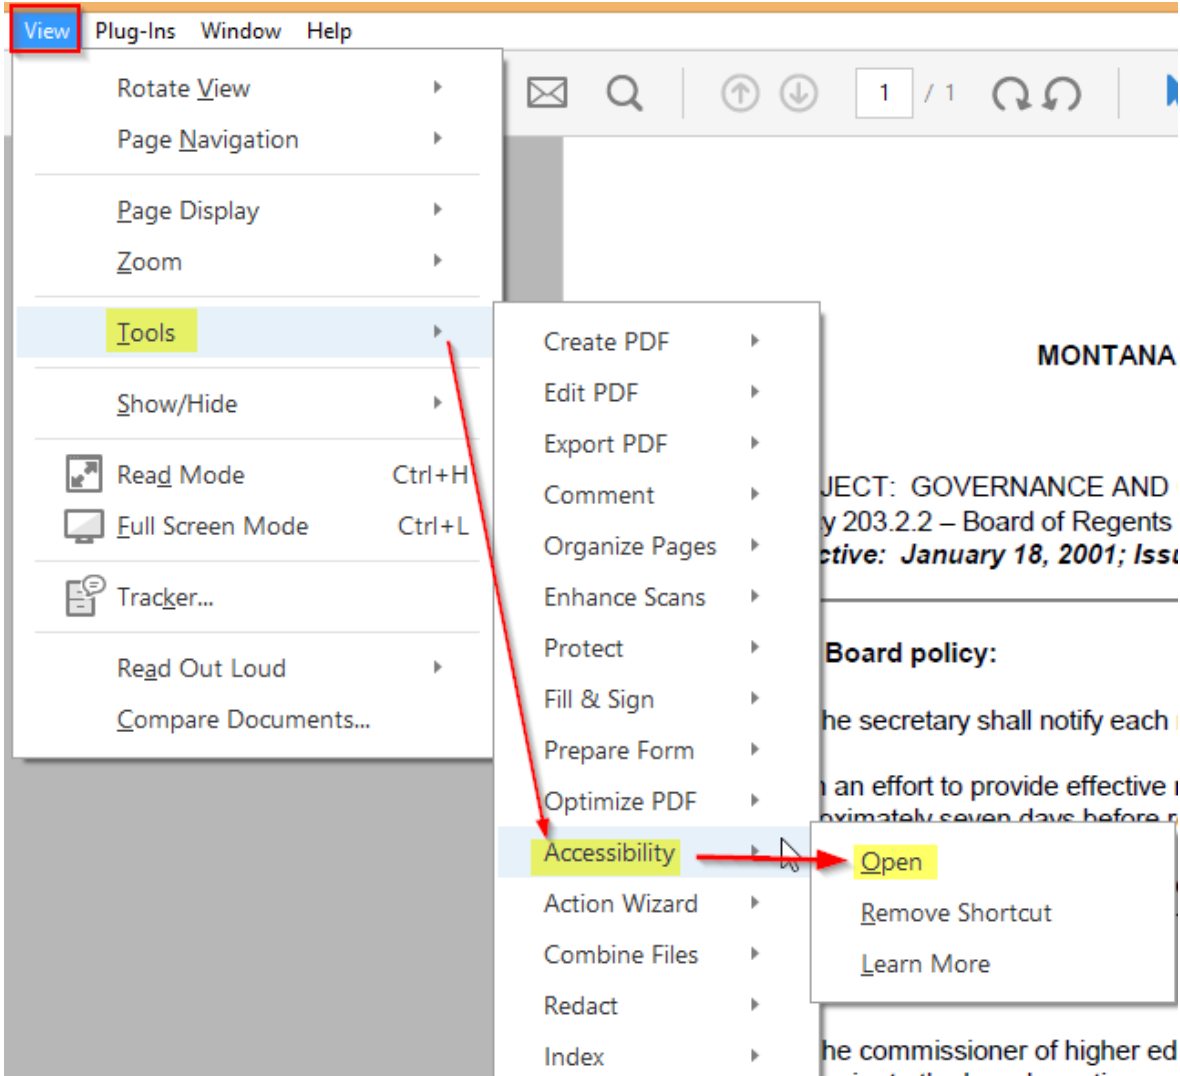 View Plug-Ins Window Help
1 / 1
Rotate View
Page Navigation
Page Display
Zoom
Tools
Show/Hide
Read Mode Ctrl+H
Full Screen Mode Ctrl+L
Tracker...
Read Out Loud
Compare Documents...
Create PDF
Edit PDF
Export PDF
Comment
Organize Pages
Enhance Scans
Protect
Fill & Sign
Prepare Form
Optimize PDF
Accessibility
Action Wizard
Combine Files
Redact
Index
Open
Remove Shortcut
Learn More
MONTANA
JECT: GOVERNANCE AND
y 203.2.2 – Board of Regents
ctive: January 18, 2001; Issu
Board policy:
he secretary shall notify each
an effort to provide effective
oximately seven days before r
he commissioner of higher ed